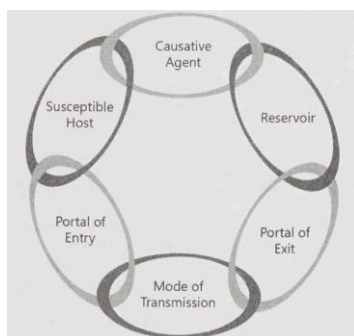 Causative
Agent
Reservoir
Portal of
Exit
Mode of
Transmission
Portal of
Entry
Susceptible
Host